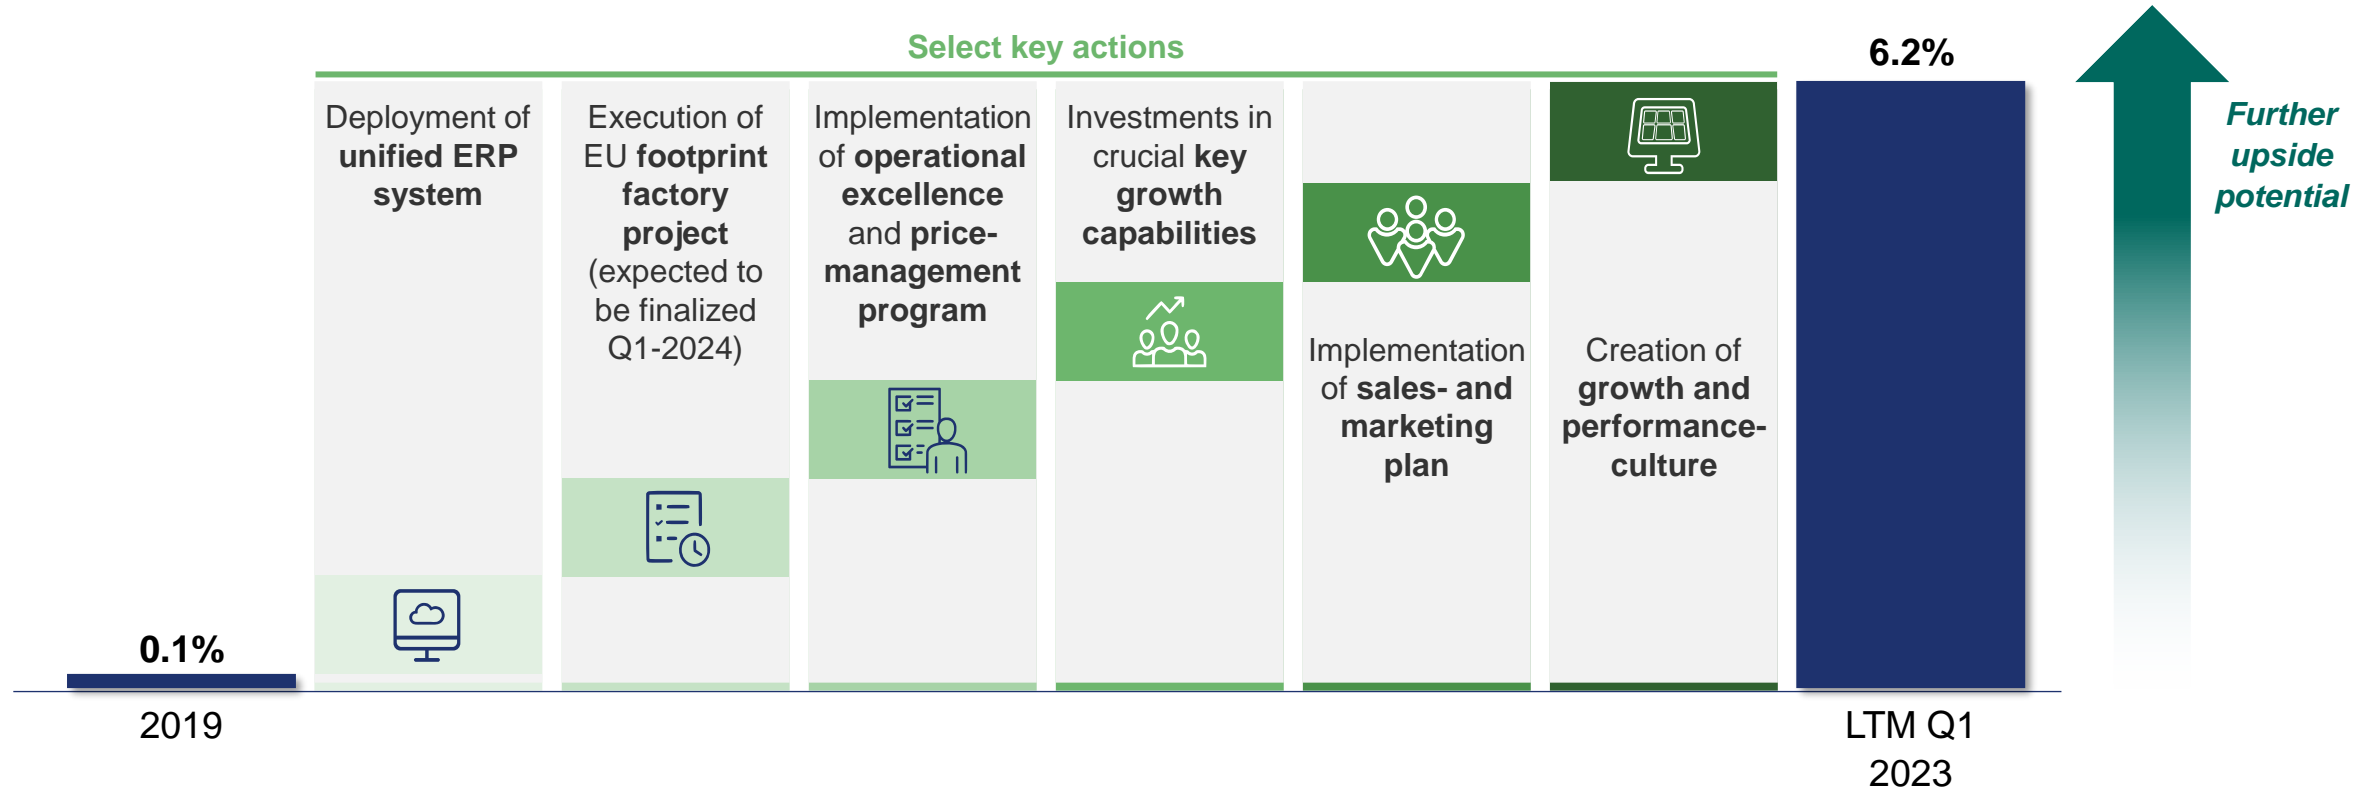 Select key actions
6.2%
Deployment of
unified ERP
system
Execution of
EU footprint
factory
project
(expected to
be finalized
Q1-2024)
Implementation
of operational
excellence
and price-
management
program
Investments in
crucial key
growth
capabilities
Implementation
of sales- and
marketing
plan
Creation of
growth and
performance-
culture
Further
upside
potential
0.1%
2019
LTM Q1
2023